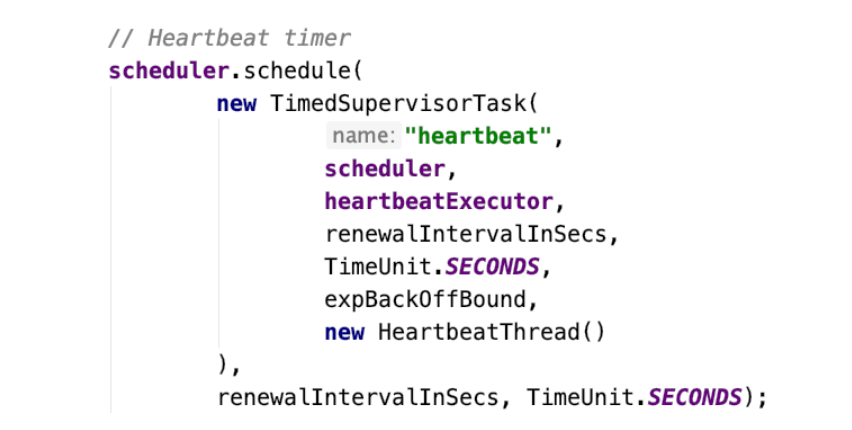 // Heartbeat timer
scheduler.schedule(
new TimedSupervisorTask(
name: "heartbeat",
scheduler,
heartbeatExecutor,
renewalIntervalInSecs,
TimeUnit.SECONDS,
expBackOffBound,
new HeartbeatThread()
),
renewalIntervalInSecs, TimeUnit.SECONDS);